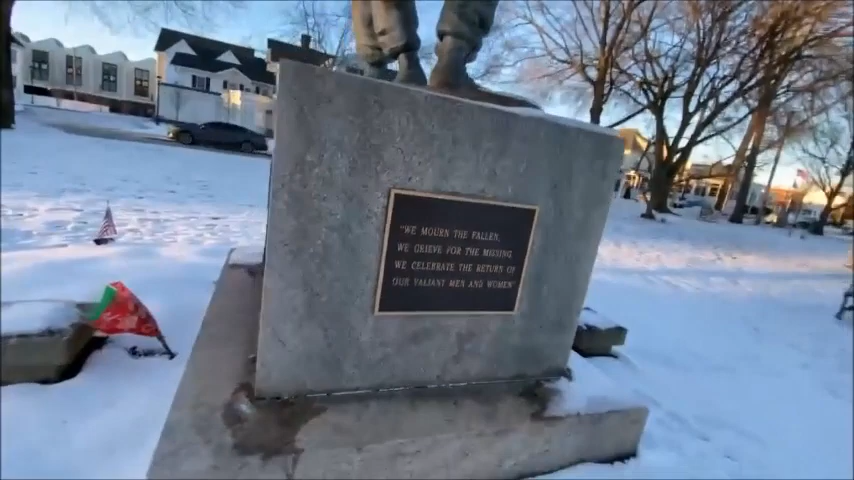 "WE MOURN THE FALLEN,
WE GRIEVE FOR THE MISSING
WE CELEBRATE THE RETURN OF
OUR VALIANT MEN AND WOMEN"